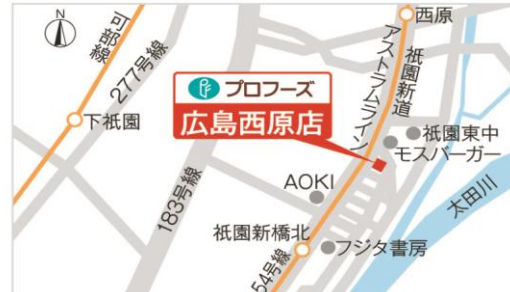 N
西原
可部線
277号線
祇園新道
アストラムライン
プロフーズ
広島西原店
下祇園
祇園東中
モスバーガー
183号線
AOKI
太田川
祇園新橋北
フジタ書房
54号線